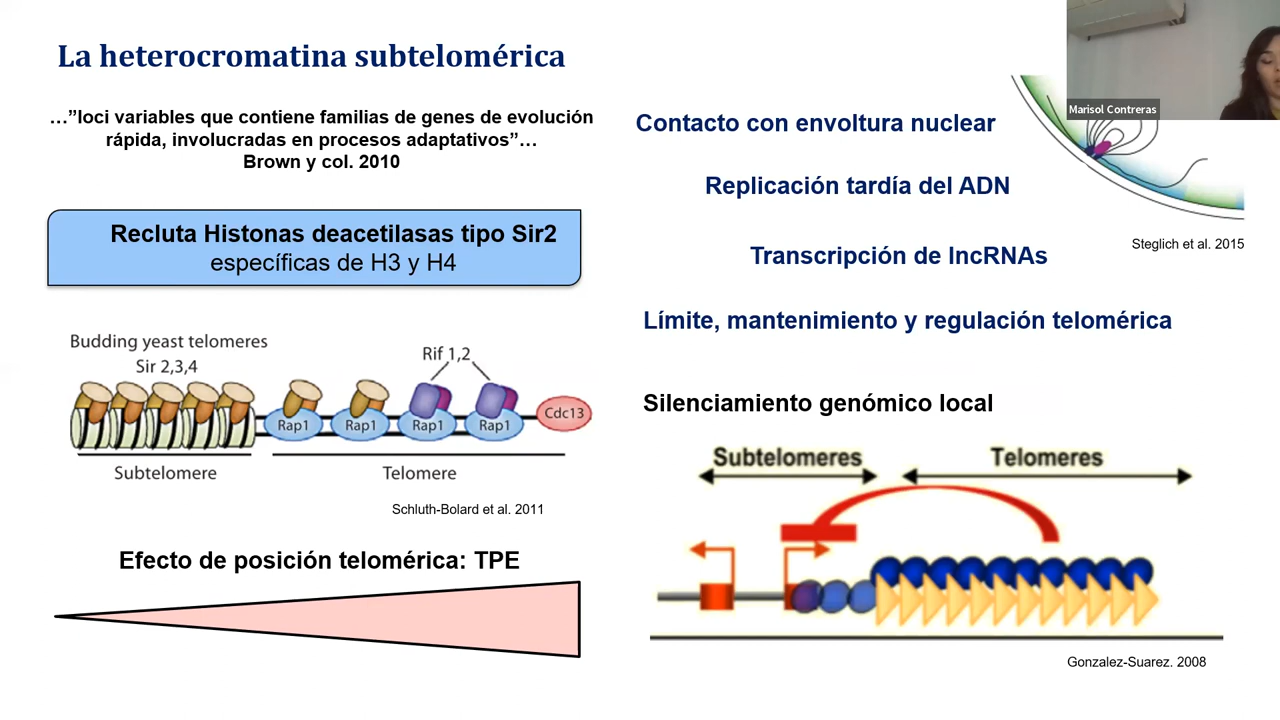 La heterocromatina subtelomérica
…”loci variables que contiene familias de genes de evolución
rápida, involucradas en procesos adaptativos”…
Brown y col. 2010
Recluta Histonas deacetilasas tipo Sir2
específicas de H3 y H4
Budding yeast telomeres
Sir 2,3,4
Rif 1,2
Rap1
Rap1
Rap1
Rap1
Cdc13
Subtelomere
Telomere
Schluth-Bolard et al. 2011
Efecto de posición telomérica: TPE
Marisol Contreras
Contacto con envoltura nuclear
Replicación tardía del ADN
Steglich et al. 2015
Transcripción de lncRNAs
Límite, mantenimiento y regulación telomérica
Silenciamiento genómico local
Subtelomeres
Telomeres
Gonzalez-Suarez. 2008